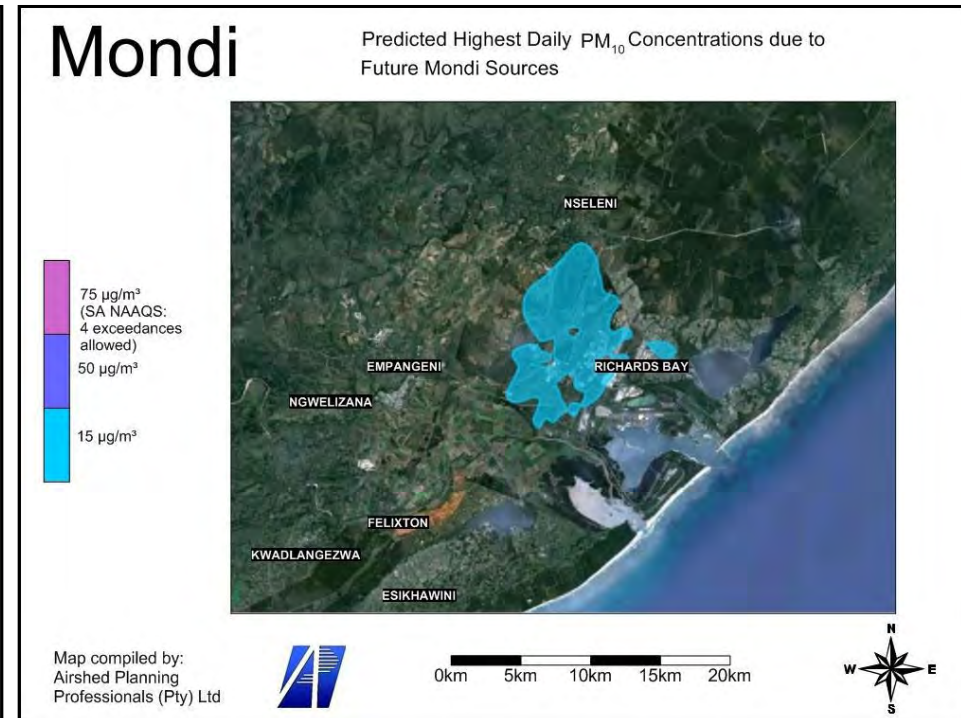 Mondi
Predicted Highest Daily PM₁₀ Concentrations due to
Future Mondi Sources
75 µg/m³
(SA NAAQS:
4 exceedances
allowed)
50 µg/m³
15 µg/m³
NSELENI
EMPANGENI
RICHARDS BAY
NGWELIZANA
FELIXTON
KWADLANGEZWA
ESIKHAWINI
Map compiled by:
Airshed Planning
Professionals (Pty) Ltd
0km 5km 10km 15km 20km
N
W E
S